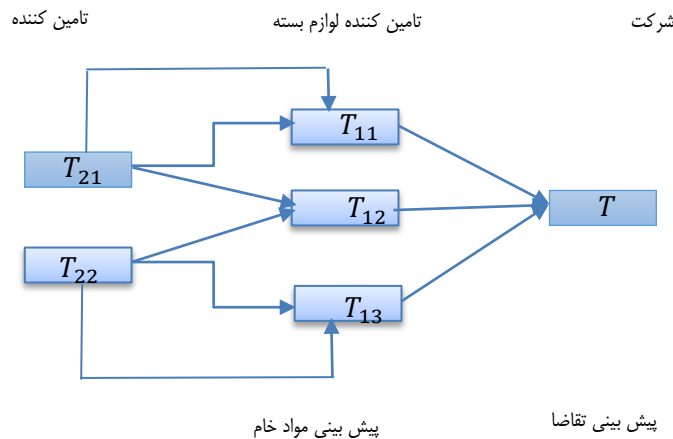 شرکت
تامین کننده لوازم بسته
تامین کننده
T₁₁
T₂₁
T₁₂
T
T₂₂
T₁₃
پیش بینی تقاضا
پیش بینی مواد خام